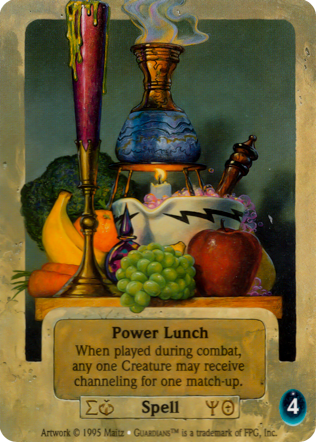 Power Lunch
When played during combat,
any one Creature may receive
channeling for one match-up.
Spell
4
Artwork © 1995 Maitz • GUARDIANS™ is a trademark of FPG, Inc.